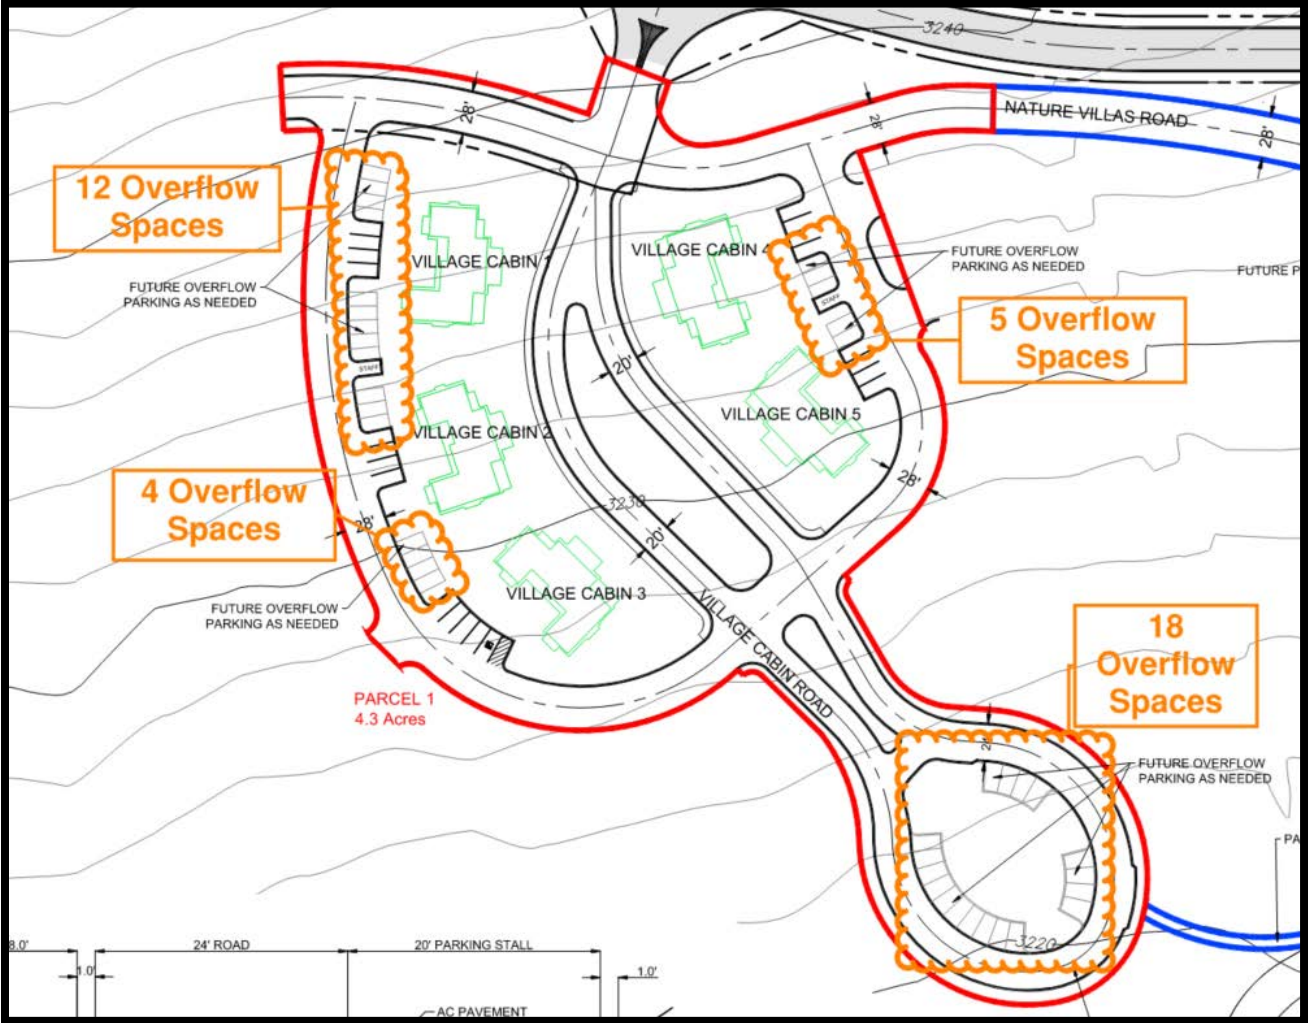 3240
NATURE VILLAS ROAD
28'
28'
28'
12 Overflow
Spaces
VILLAGE CABIN 1
VILLAGE CABIN 4
FUTURE OVERFLOW
PARKING AS NEEDED
FUTURE P
FUTURE OVERFLOW
PARKING AS NEEDED
STAFF
5 Overflow
Spaces
STAFF
20'
VILLAGE CABIN 5
VILLAGE CABIN 2
28'
4 Overflow
Spaces
3230
28'
20'
VILLAGE CABIN 3
FUTURE OVERFLOW
PARKING AS NEEDED
VILLAGE CABIN ROAD
18
Overflow
Spaces
PARCEL 1
4.3 Acres
FUTURE OVERFLOW
PARKING AS NEEDED
PA
3220
8.0'
24' ROAD
20' PARKING STALL
1.0'
1.0'
AC PAVEMENT